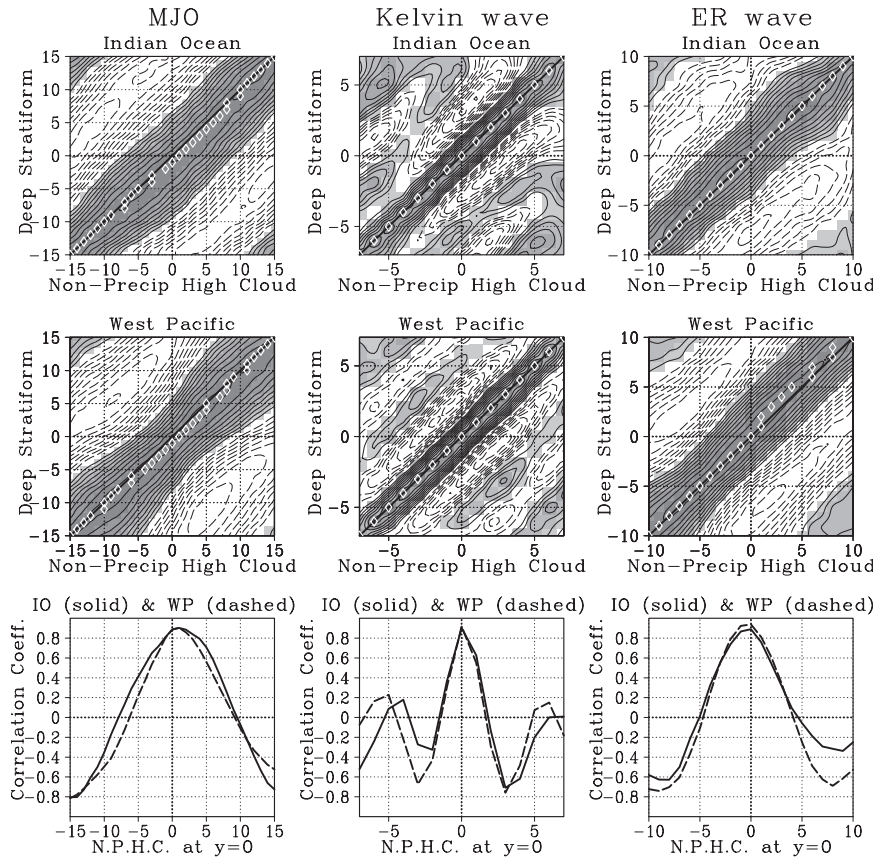 MJO Kelvin wave ER wave
Indian Ocean Indian Ocean Indian Ocean
Deep Stratiform Deep Stratiform Deep Stratiform
15 10 5 0 −5 −10 −15
5 0 −5
10 5 0 −5 −10
−15 −10 −5 0 5 10 15
−5 0 5
−10 −5 0 5 10
Non−Precip High Cloud Non−Precip High Cloud Non−Precip High Cloud
West Pacific West Pacific West Pacific
Deep Stratiform Deep Stratiform Deep Stratiform
15 10 5 0 −5 −10 −15
5 0 −5
10 5 0 −5 −10
−15 −10 −5 0 5 10 15
−5 0 5
−10 −5 0 5 10
Non−Precip High Cloud Non−Precip High Cloud Non−Precip High Cloud
IO (solid) & WP (dashed) IO (solid) & WP (dashed) IO (solid) & WP (dashed)
Correlation Coeff. Correlation Coeff. Correlation Coeff.
0.8 0.6 0.4 0.2 0 −0.2 −0.4 −0.6 −0.8
0.8 0.6 0.4 0.2 0 −0.2 −0.4 −0.6 −0.8
0.8 0.6 0.4 0.2 0 −0.2 −0.4 −0.6 −0.8
−15 −10 −5 0 5 10 15
−5 0 5
−10 −5 0 5 10
N.P.H.C. at y=0 N.P.H.C. at y=0 N.P.H.C. at y=0